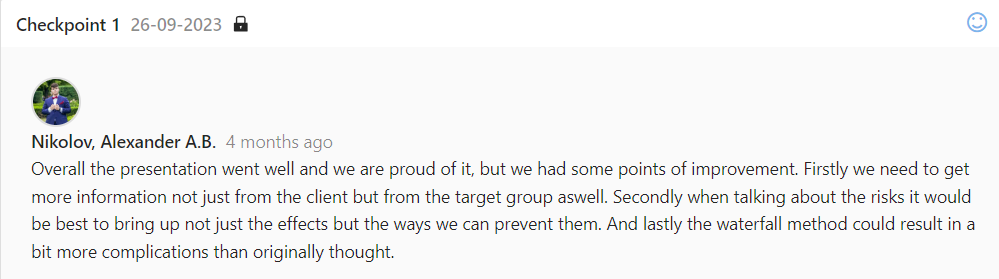 Checkpoint 1 26-09-2023
Nikolov, Alexander A.B. 4 months ago
Overall the presentation went well and we are proud of it, but we had some points of improvement. Firstly we need to get
more information not just from the client but from the target group aswell. Secondly when talking about the risks it would
be best to bring up not just the effects but the ways we can prevent them. And lastly the waterfall method could result in a
bit more complications than originally thought.